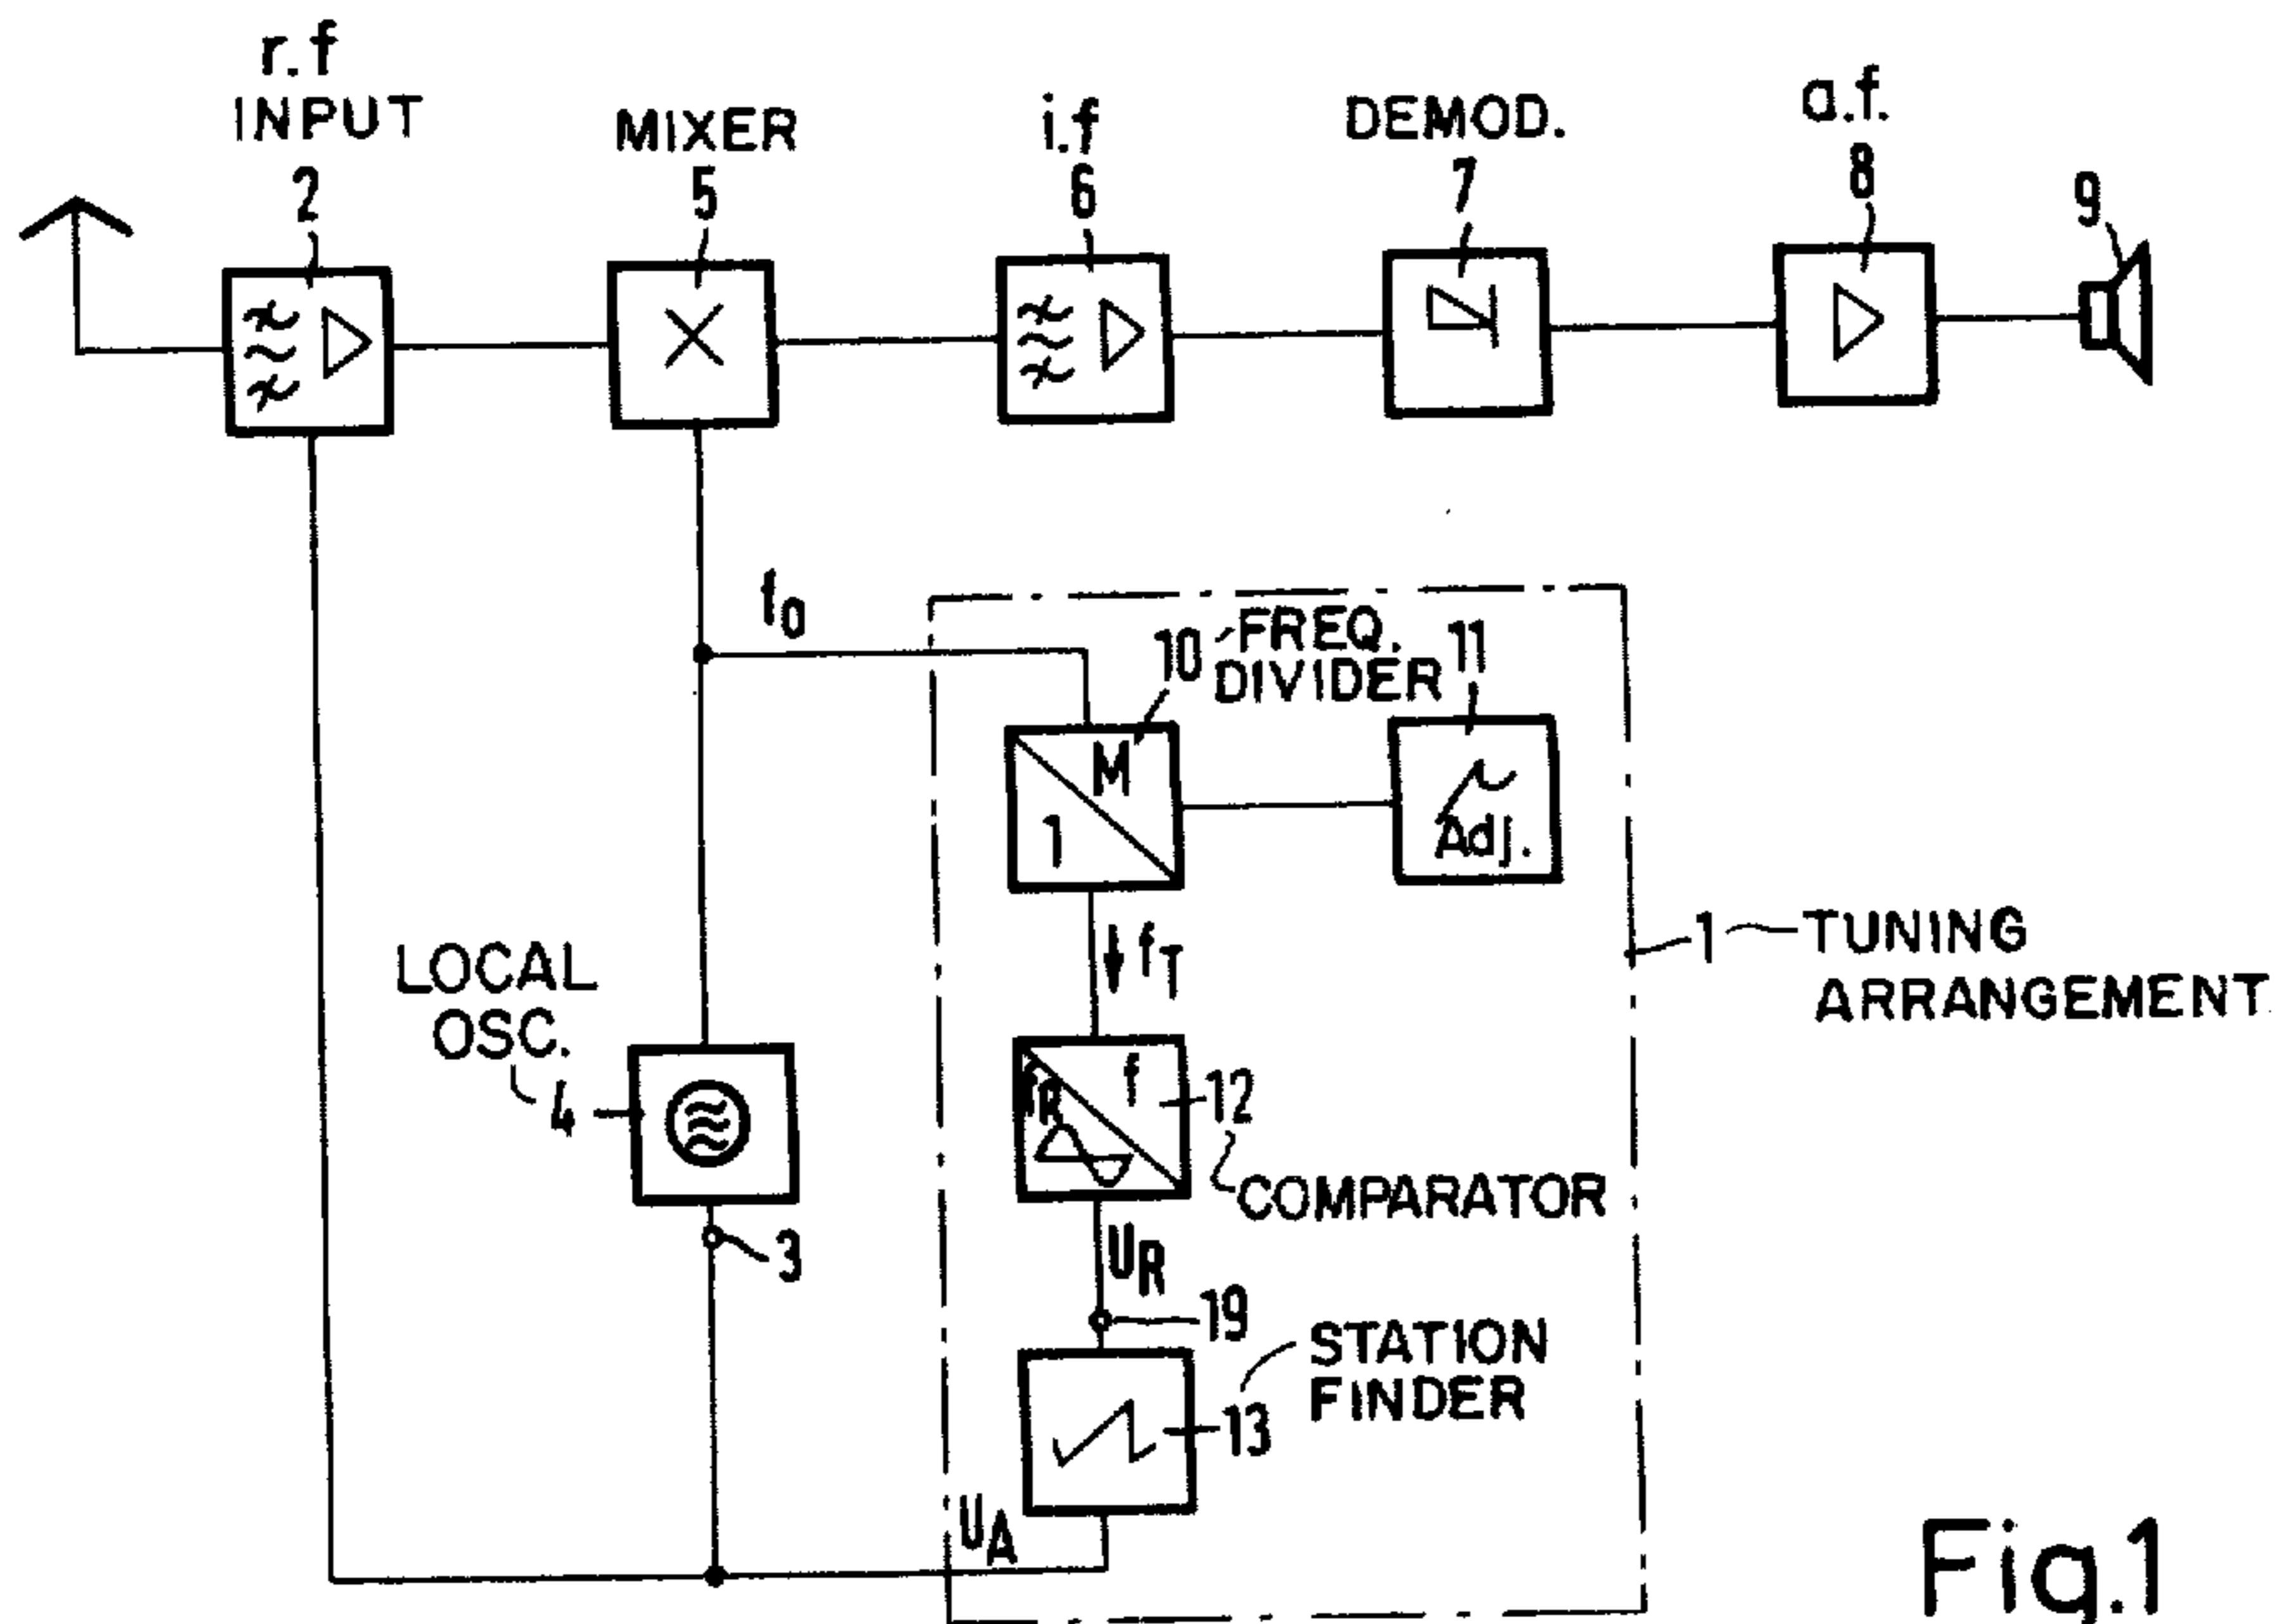 r.f
INPUT
2
MIXER
5
i.f
6
DEMOD.
7
a.f.
8
9
fo
10
FREQ.
DIVIDER
11
M
1
Adj.
fT
1
TUNING
ARRANGEMENT
LOCAL
OSC.
4
fR
f
12
COMPARATOR
3
UR
19
STATION
FINDER
13
UA
Fig.1